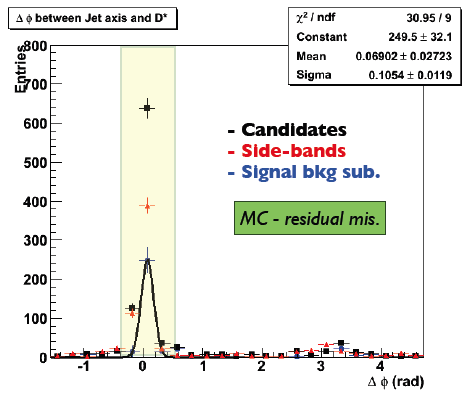 Δ ϕ between Jet axis and D*
χ² / ndf 30.95 / 9
Constant 249.5 ± 32.1
Mean 0.06902 ± 0.02723
Sigma 0.1054 ± 0.0119
Entries
800
700
600
500
400
300
200
100
0
- Candidates
- Side-bands
- Signal bkg sub.
MC - residual mis.
-1 0 1 2 3 4
Δ ϕ (rad)